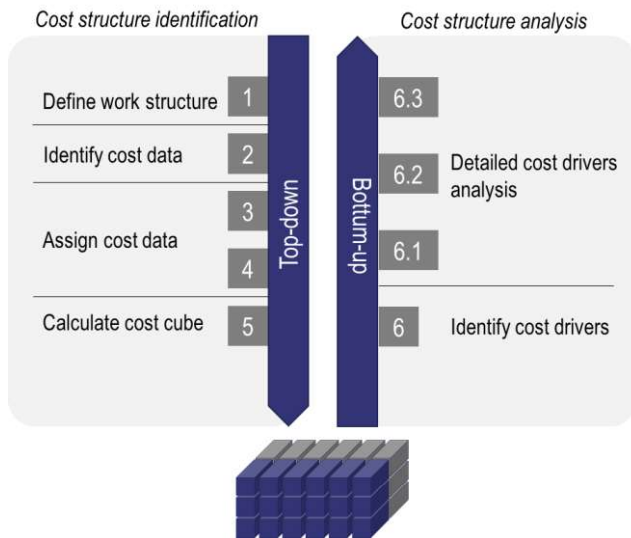 Cost structure identification
Define work structure
1
Identify cost data
2
Assign cost data
3
4
Calculate cost cube
5
Top-down
Cost structure analysis
Bottum-up
6.3
6.2
Detailed cost drivers
analysis
6.1
6
Identify cost drivers